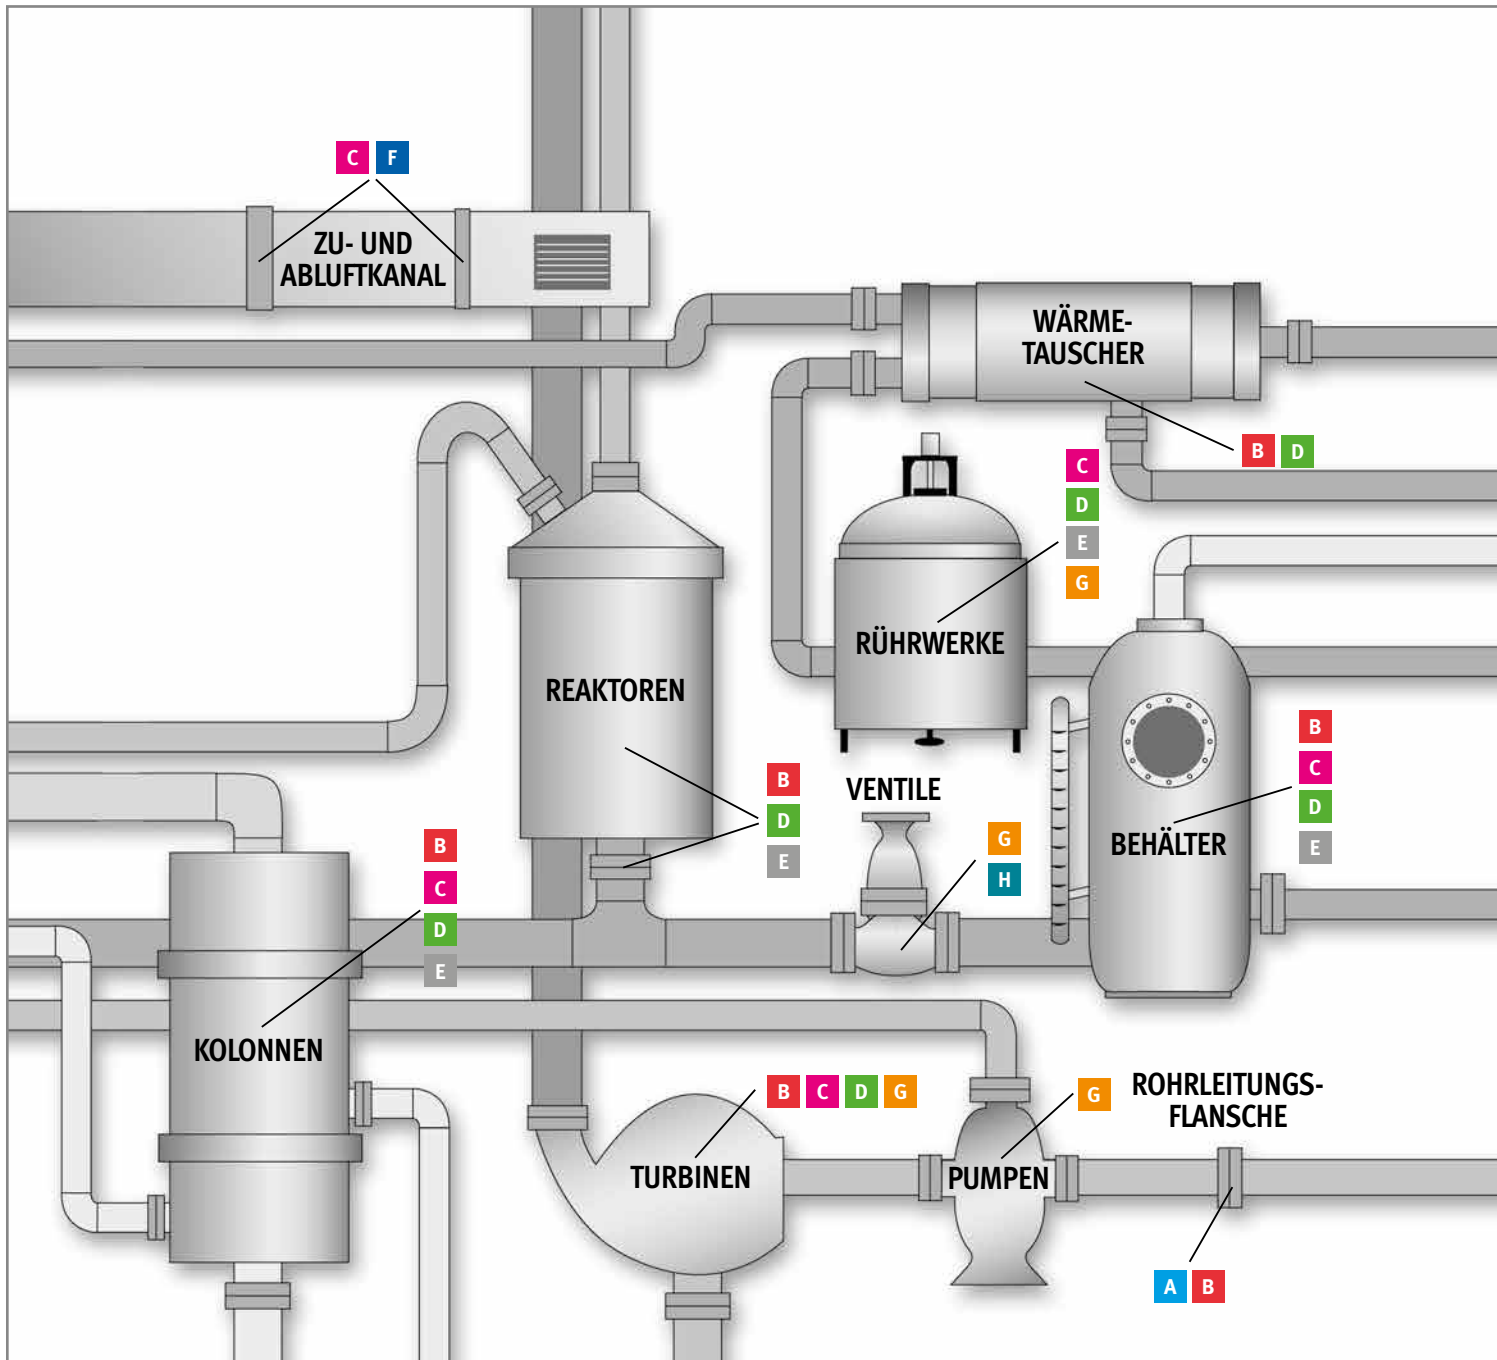 C F
ZU- UND
ABLUFTKANAL
WÄRME-
TAUSCHER
B D
C
D
E
G
RÜHRWERKE
REAKTOREN
B
D
E
VENTILE
G
H
B
C
D
E
BEHÄLTER
B
C
D
E
KOLONNEN
B C D G
TURBINEN
G
PUMPEN
ROHRLEITUNGS-
FLANSCHE
A B